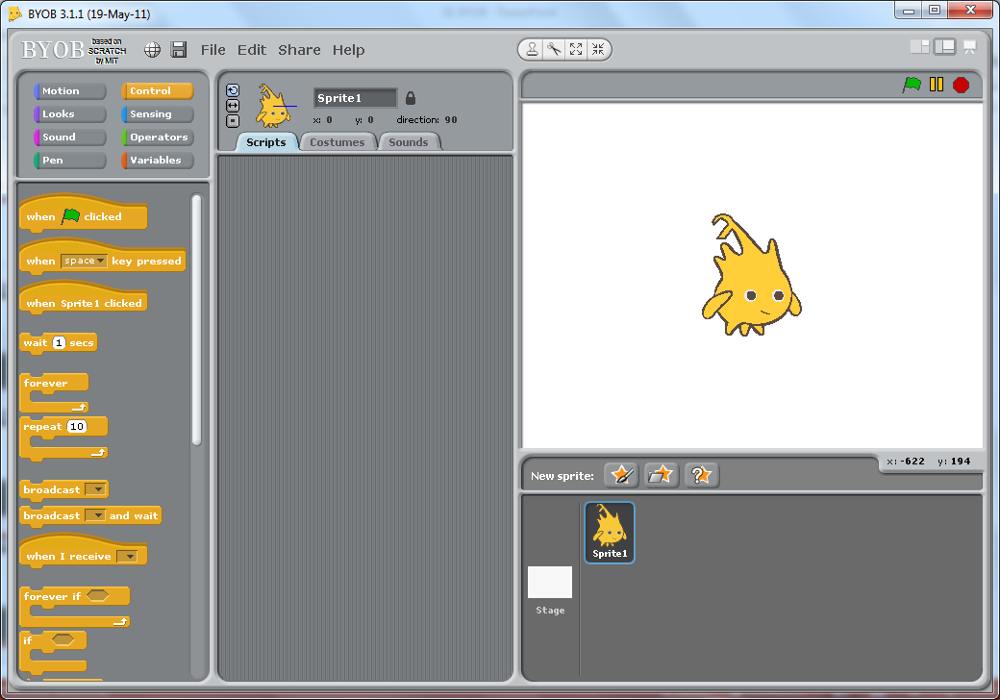 BYOB 3.1.1 (19-May-11)
BYOB
based on
SCRATCH
by MIT
File Edit Share Help
Motion Control
Looks Sensing
Sound Operators
Pen Variables
Sprite1
x: 0 y: 0 direction: 90
Scripts Costumes Sounds
when clicked
when space key pressed
when Sprite1 clicked
wait 1 secs
forever
repeat 10
broadcast
broadcast and wait
when I receive
forever if
if
x: -622 y: 194
New sprite:
Sprite1
Stage